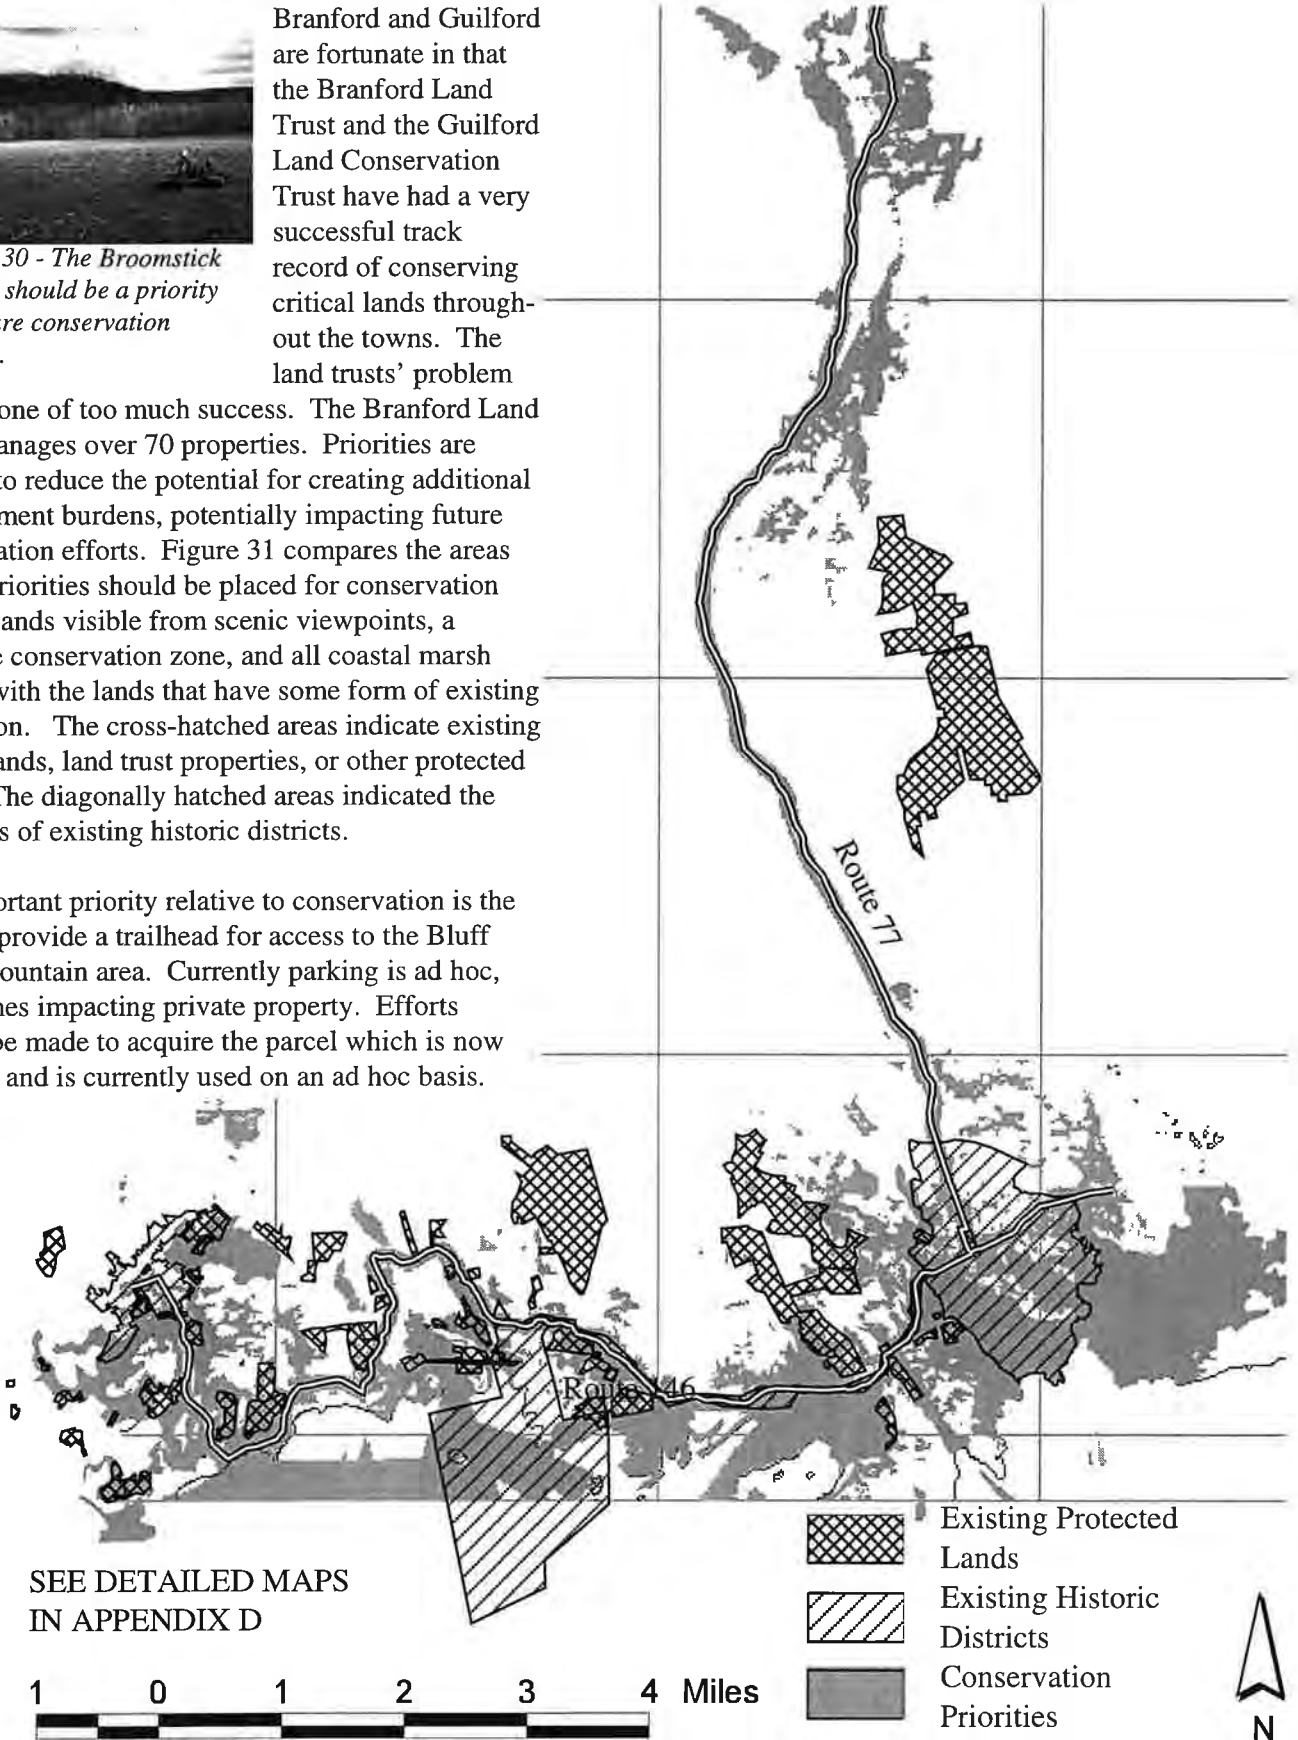 Branford and Guilford
are fortunate in that
the Branford Land
Trust and the Guilford
Land Conservation
Trust have had a very
successful track
record of conserving
critical lands through-
out the towns. The
land trusts' problem
30 - The Broomstick
should be a priority
re conservation
.
one of too much success. The Branford Land
anages over 70 properties. Priorities are
to reduce the potential for creating additional
ment burdens, potentially impacting future
ation efforts. Figure 31 compares the areas
riorities should be placed for conservation
ands visible from scenic viewpoints, a
e conservation zone, and all coastal marsh
with the lands that have some form of existing
on. The cross-hatched areas indicate existing
ands, land trust properties, or other protected
The diagonally hatched areas indicated the
s of existing historic districts.
ortant priority relative to conservation is the
provide a trailhead for access to the Bluff
ountain area. Currently parking is ad hoc,
nes impacting private property. Efforts
be made to acquire the parcel which is now
and is currently used on an ad hoc basis.
Route 77
Route 146
SEE DETAILED MAPS
IN APPENDIX D
Existing Protected
Lands
Existing Historic
Districts
Conservation
Priorities
1 0 1 2 3 4 Miles
N